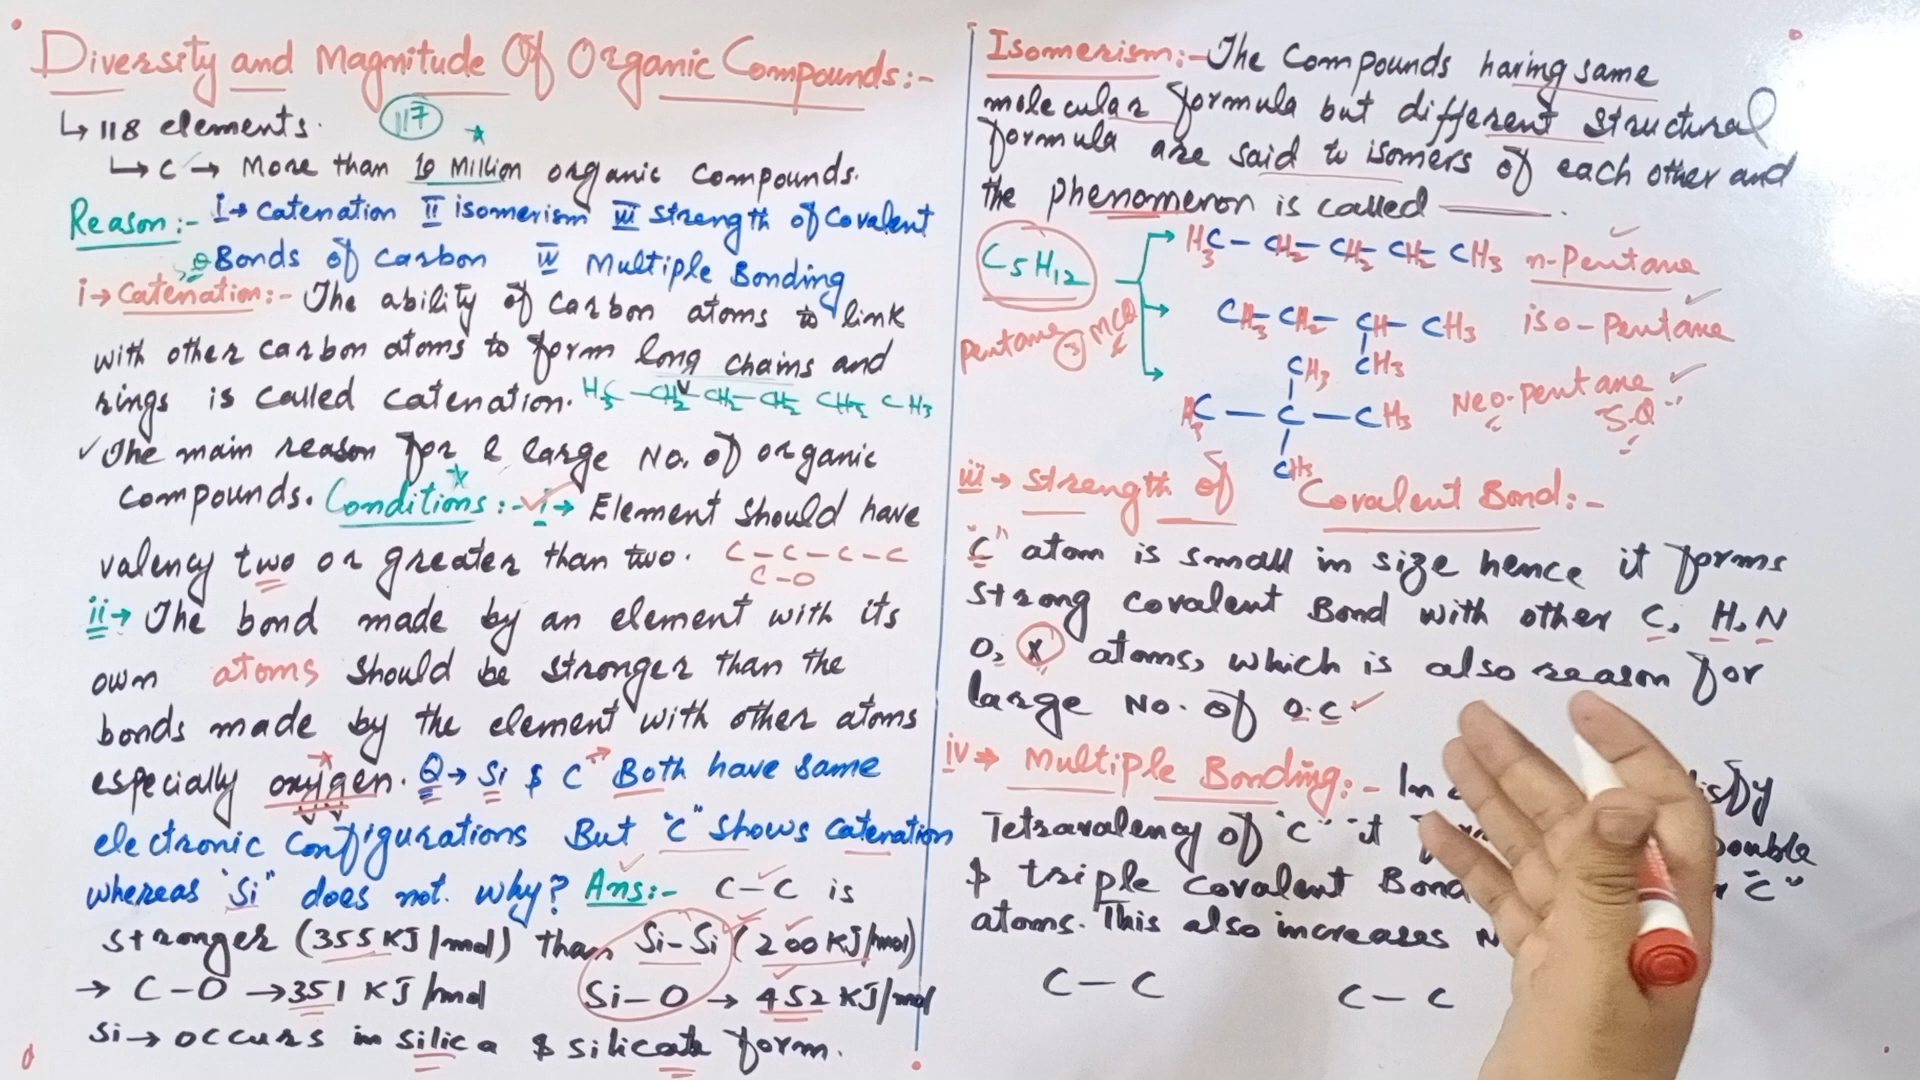 Diversity and Magnitude Of Organic Compounds:-
↳ 118 elements. 117
↳ C → More than 10 Million organic compounds.
Reason:- I→ Catenation II isomerism III strength of Covalent
Bonds of carbon IV Multiple Bonding
i→ Catenation:- The ability of carbon atoms to link
with other carbon atoms to form long chains and
rings is called catenation. H3C-CH2-CH2-CH2 CH2 CH3
✓ The main reason for large No. of organic
compounds. Conditions:- i→ Element should have
valency two or greater than two. C-C-C-C
C-O
ii→ The bond made by an element with its
own atoms should be stronger than the
bonds made by the element with other atoms
especially oxygen. Q→ Si & C → Both have same
electronic configurations But "C" shows catenation
whereas "Si" does not. why? Ans:- C-C is
stronger (355 KJ/mol) than Si-Si (200 KJ/mol)
→ C-O → 351 KJ/mol Si-O → 452 KJ/mol
Si→ occurs in silica & silicate form.
Isomerism:- The Compounds having same
molecular formula but different structural
formula are said to isomers of each other and
the phenomenon is called ———.
C5H12
H3C-CH2-CH2-CH2-CH3 n-Pentane
Pentane 3 MCQ
CH3-CH2-CH-CH3 iso-pentane
CH3
CH3
H3C-C-CH3 Neo-pentane
S.Q
CH3
iii→ Strength of Covalent Bond:-
"C" atom is small in size hence it forms
strong covalent Bond with other C, H, N
O, X atoms, which is also reason for
large No. of O.C ✓
iv→ Multiple Bonding:- In
Tetravalency of "C" it Double
& triple covalent Bond "C"
atoms. This also increases N
C-C C-C